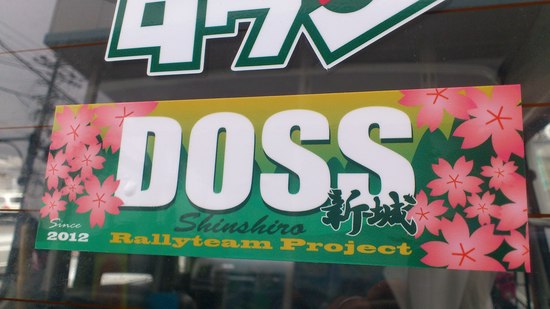 DOSS
Shinshiro 新城
Since
2012
Rallyteam Project